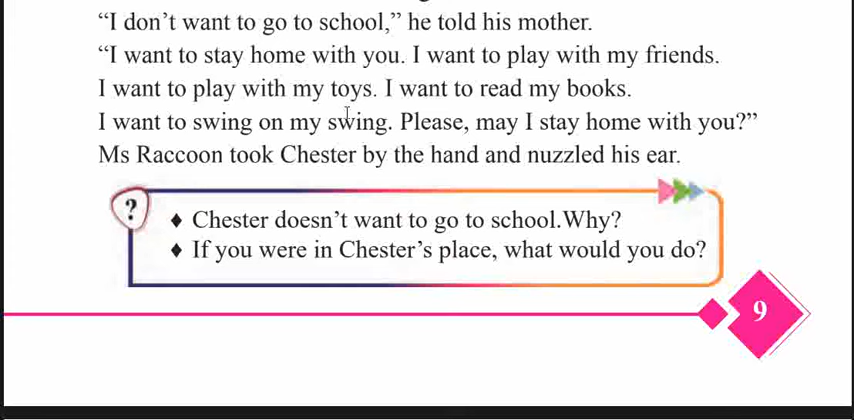 “I don’t want to go to school,” he told his mother.
“I want to stay home with you. I want to play with my friends.
I want to play with my toys. I want to read my books.
I want to swing on my swing. Please, may I stay home with you?”
Ms Raccoon took Chester by the hand and nuzzled his ear.
?
♦ Chester doesn’t want to go to school.Why?
♦ If you were in Chester’s place, what would you do?
9